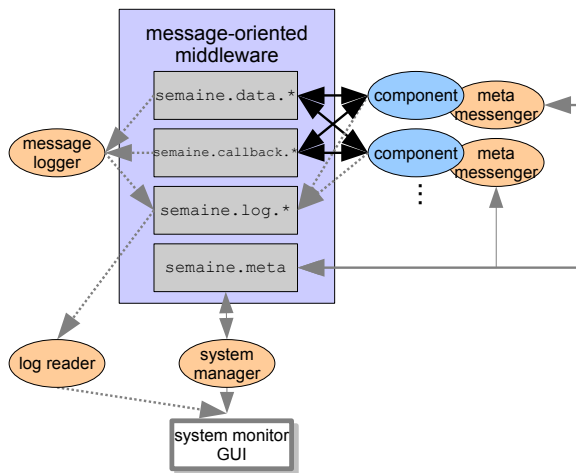 message-oriented
middleware
semaine.data.*
component
meta
messenger
semaine.callback.*
message
logger
component
meta
messenger
...
semaine.log.*
semaine.meta
log reader
system
manager
system monitor
GUI